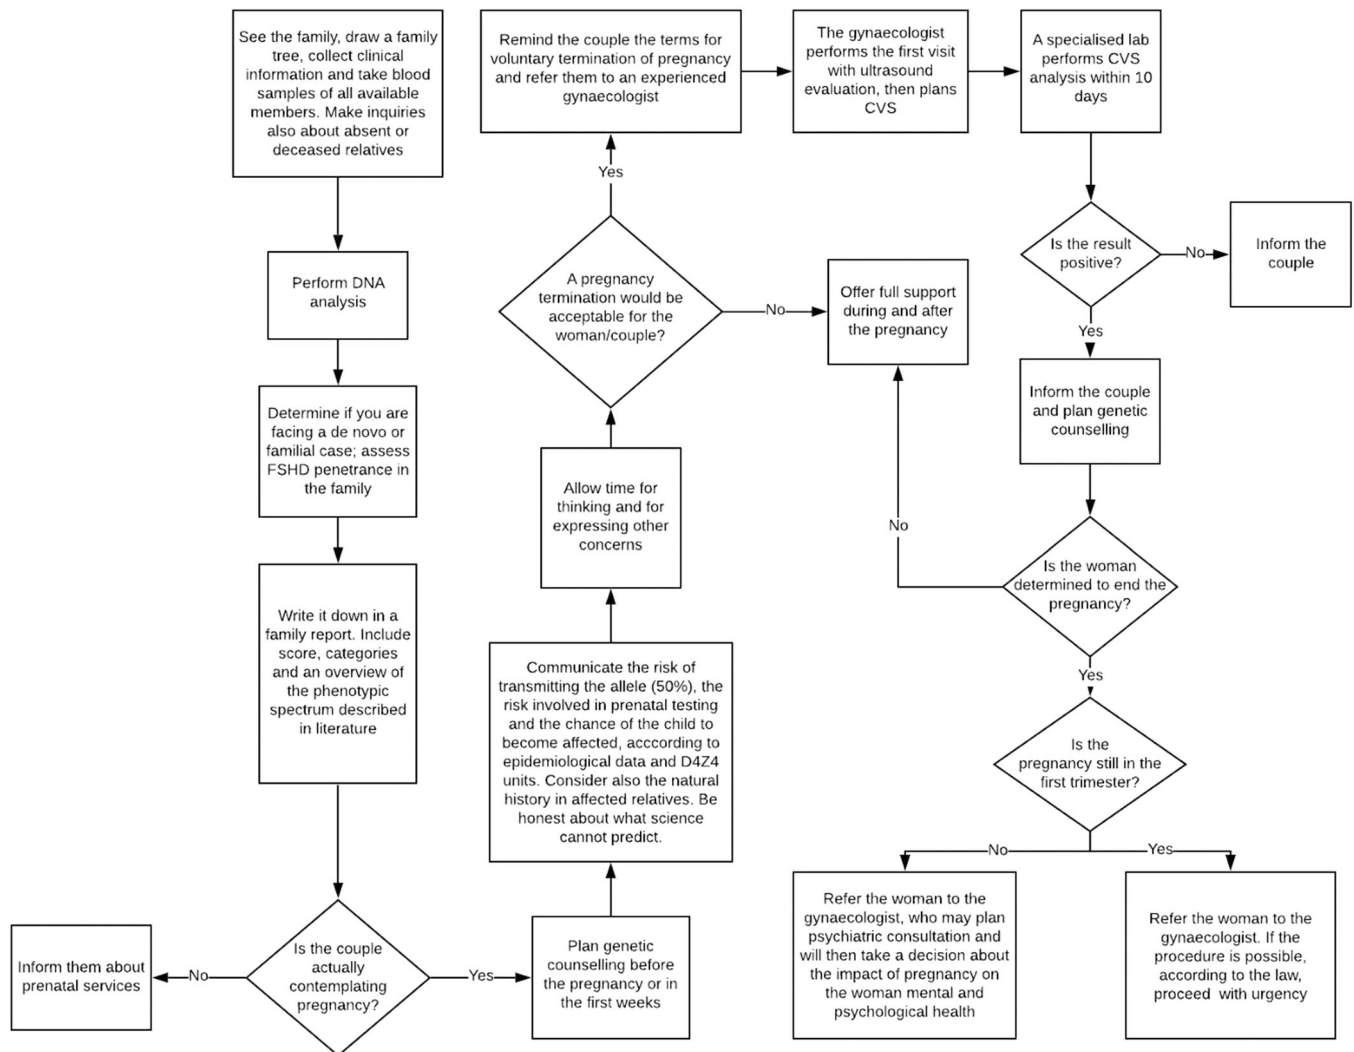 See the family, draw a family
tree, collect clinical
information and take blood
samples of all available
members. Make inquiries
also about absent or
deceased relatives
Perform DNA
analysis
Determine if you are
facing a de novo or
familial case; assess
FSHD penetrance in
the family
Write it down in a
family report. Include
score, categories
and an overview of
the phenotypic
spectrum described
in literature
Is the couple
actually
contemplating
pregnancy?
No
Inform them about
prenatal services
Yes
Plan genetic
counselling before
the pregnancy or in
the first weeks
Communicate the risk of
transmitting the allele (50%), the
risk involved in prenatal testing
and the chance of the child to
become affected, acccording to
epidemiological data and D4Z4
units. Consider also the natural
history in affected relatives. Be
honest about what science
cannot predict.
Allow time for
thinking and for
expressing other
concerns
A pregnancy
termination would be
acceptable for the
woman/couple?
No
Offer full support
during and after
the pregnancy
Yes
Remind the couple the terms for
voluntary termination of pregnancy
and refer them to an experienced
gynaecologist
The gynaecologist
performs the first visit
with ultrasound
evaluation, then plans
CVS
A specialised lab
performs CVS
analysis within 10
days
Is the result
positive?
No
Inform the
couple
Yes
Inform the couple
and plan genetic
counselling
Is the woman
determined to end the
pregnancy?
No
Yes
Is the
pregnancy still in the
first trimester?
No
Refer the woman to the
gynaecologist, who may plan
psychiatric consultation and
will then take a decision about
the impact of pregnancy on
the woman mental and
psychological health
Yes
Refer the woman to the
gynaecologist. If the
procedure is possible,
according to the law,
proceed with urgency